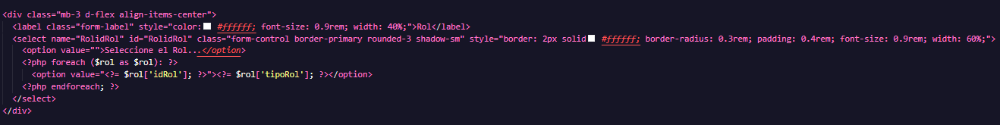 <div class="mb-3 d-flex align-items-center">
<label class="form-label" style="color: #ffffff; font-size: 0.9rem; width: 40%;">Rol</label>
<select name="RolidRol" id="RolidRol" class="form-control border-primary rounded-3 shadow-sm" style="border: 2px solid #ffffff; border-radius: 0.3rem; padding: 0.4rem; font-size: 0.9rem; width: 60%;">
<option value="">Seleccione el Rol...</option>
<?php foreach ($rol as $rol): ?>
<option value="<?= $rol['idRol']; ?>"><?= $rol['tipoRol']; ?></option>
<?php endforeach; ?>
</select>
</div>